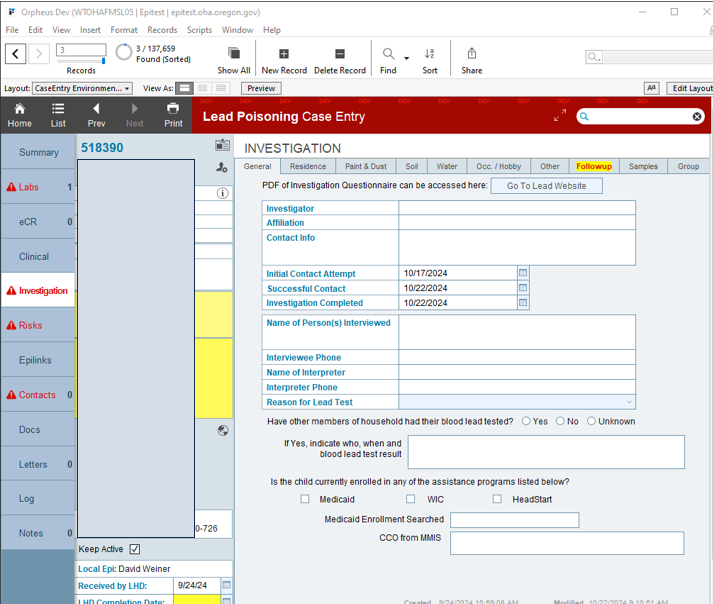 Orpheus Dev (WTOHAFMSL05 | Epitest | epitest.oha.oregon.gov)
File Edit View Insert Format Records Scripts Window Help
3
3 / 137,659
Found (Sorted)
Records
Show All
New Record
Delete Record
Find
Sort
Share
Layout: CaseEntry Environmen... View As: Preview Aa Edit Layout
DEV DEV DEV DEV DEV DEV DEV DEV DEV DEV DEV
Home List Prev Next Print
Lead Poisoning Case Entry
Summary
Labs 1
eCR 0
Clinical
Investigation
Risks
Epilinks
Contacts 0
Docs
Letters 0
Log
Notes 0
518390
0-726
Keep Active
Local Epi: David Weiner
Received by LHD: 9/24/24
LHD Completion Date:
INVESTIGATION
General Residence Paint & Dust Soil Water Occ. / Hobby Other Followup Samples Group
PDF of Investigation Questionnaire can be accessed here: Go To Lead Website
Investigator
Affiliation
Contact Info
Initial Contact Attempt 10/17/2024
Successful Contact 10/22/2024
Investigation Completed 10/22/2024
Name of Person(s) Interviewed
Interviewee Phone
Name of Interpreter
Interpreter Phone
Reason for Lead Test
Have other members of household had their blood lead tested? Yes No Unknown
If Yes, indicate who, when and
blood lead test result
Is the child currently enrolled in any of the assistance programs listed below?
Medicaid WIC HeadStart
Medicaid Enrollment Searched
CCO from MMIS
Created 9/24/2024 10:59:08 AM Modified 10/22/2024 9:10:51 AM